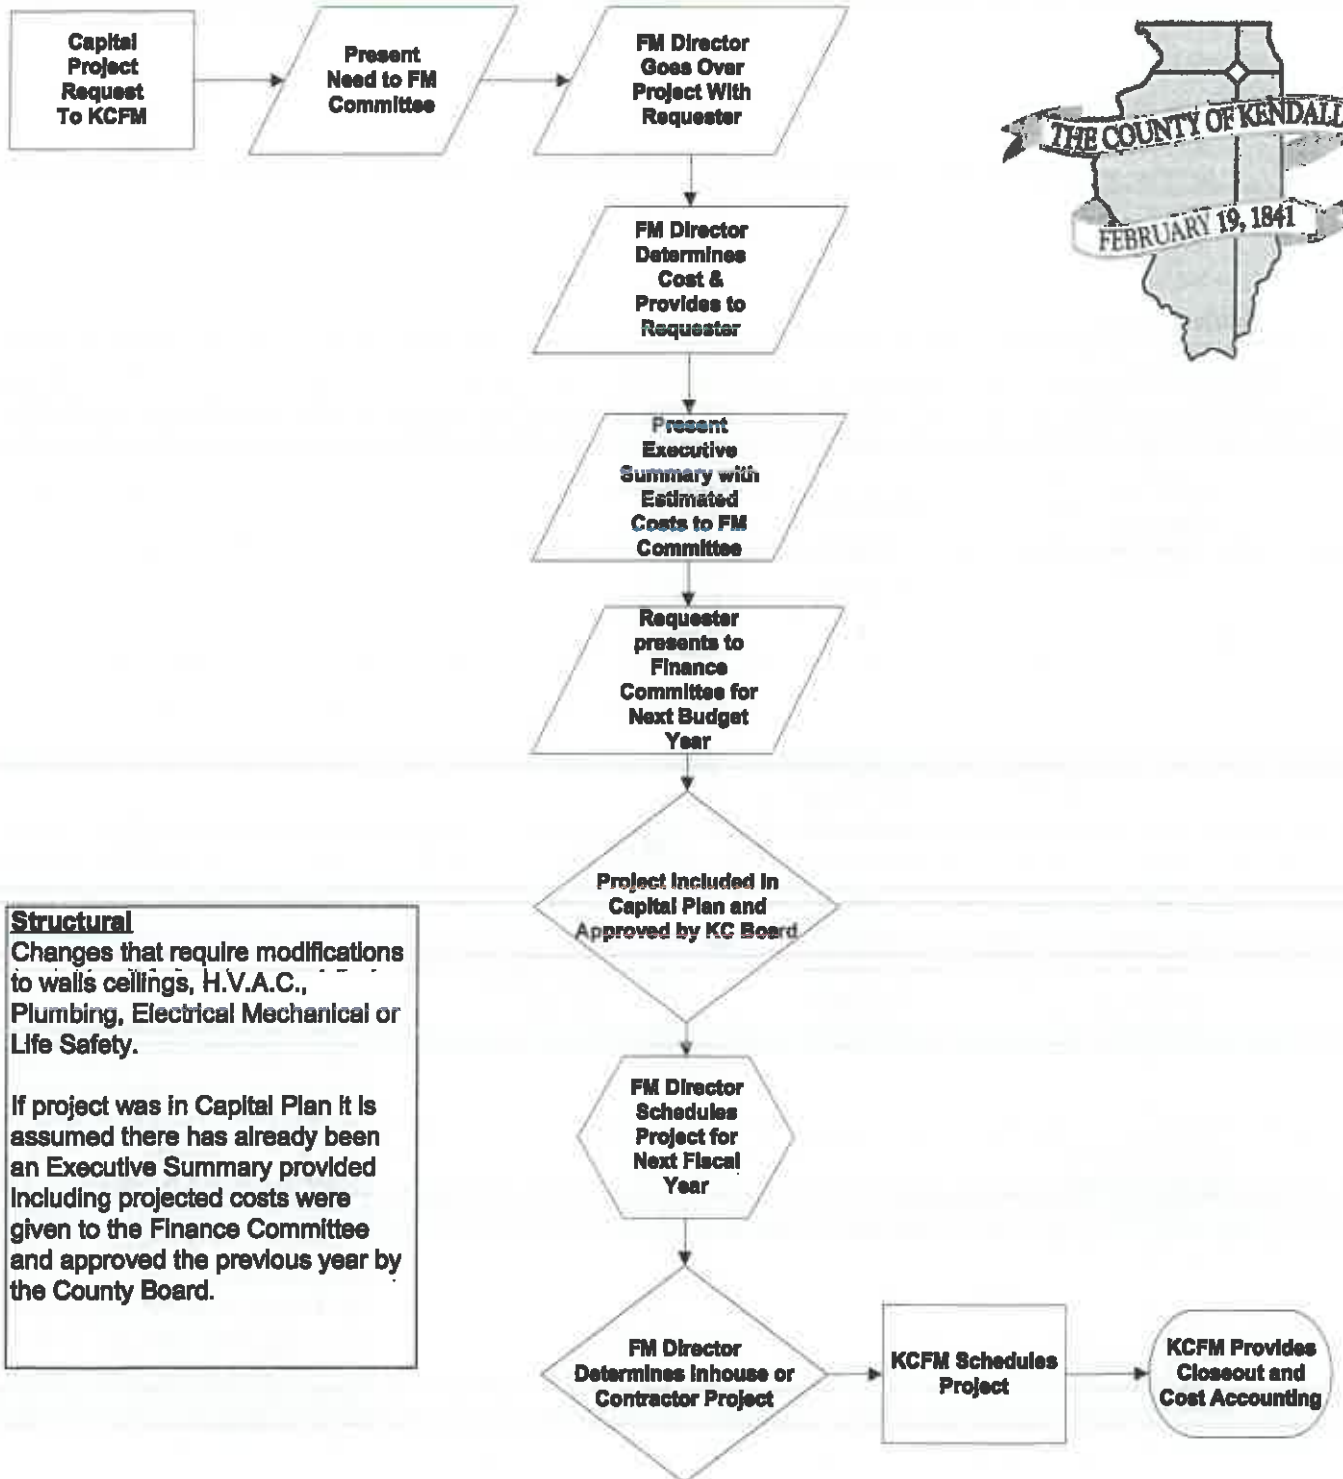 Capital
Project
Request
To KCFM
Present
Need to FM
Committee
FM Director
Goes Over
Project With
Requester
THE COUNTY OF KENDALL
FEBRUARY 19, 1841
FM Director
Determines
Cost &
Provides to
Requester
Present
Executive
Summary with
Estimated
Costs to FM
Committee
Requester
presents to
Finance
Committee for
Next Budget
Year
Project Included in
Capital Plan and
Approved by KC Board
Structural
Changes that require modifications
to walls ceilings, H.V.A.C.,
Plumbing, Electrical Mechanical or
Life Safety.
If project was in Capital Plan it is
assumed there has already been
an Executive Summary provided
including projected costs were
given to the Finance Committee
and approved the previous year by
the County Board.
FM Director
Schedules
Project for
Next Fiscal
Year
FM Director
Determines Inhouse or
Contractor Project
KCFM Schedules
Project
KCFM Provides
Closeout and
Cost Accounting